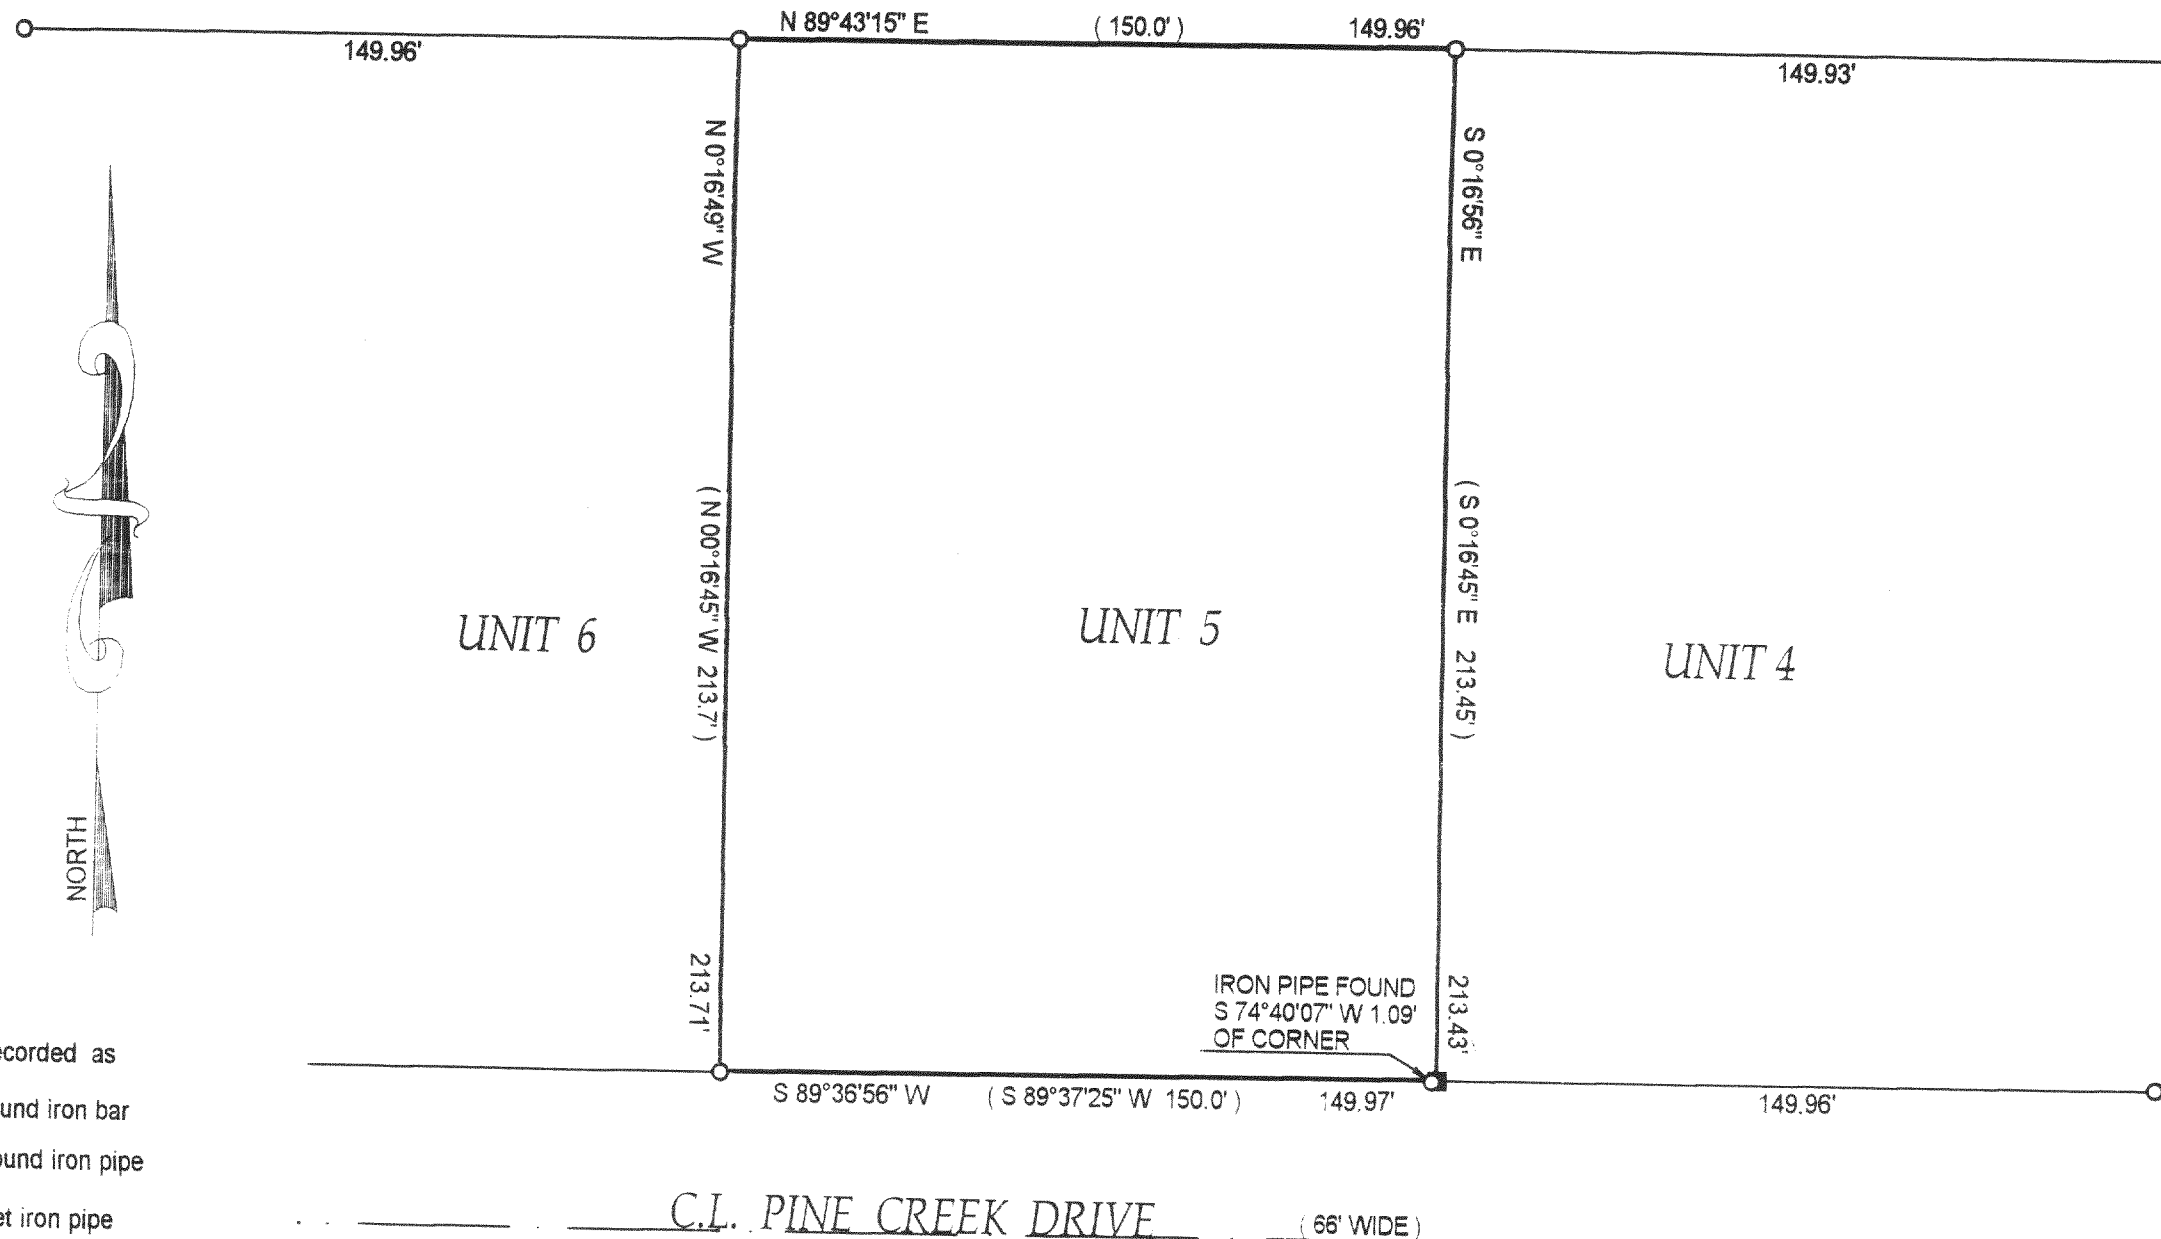 N 89°43'15" E ( 150.0' ) 149.96'
149.96'
149.93'
N 0°16'49" W
S 0°16'56" E
( N 00°16'45" W 213.7' )
( S 0°16'45" E 213.45' )
UNIT 6
UNIT 5
UNIT 4
NORTH
213.71'
213.43'
IRON PIPE FOUND
S 74°40'07" W 1.09'
OF CORNER
ecorded as
S 89°36'56" W ( S 89°37'25" W 150.0' ) 149.97'
149.96'
und iron bar
ound iron pipe
et iron pipe
C.L. PINE CREEK DRIVE ( 66' WIDE )